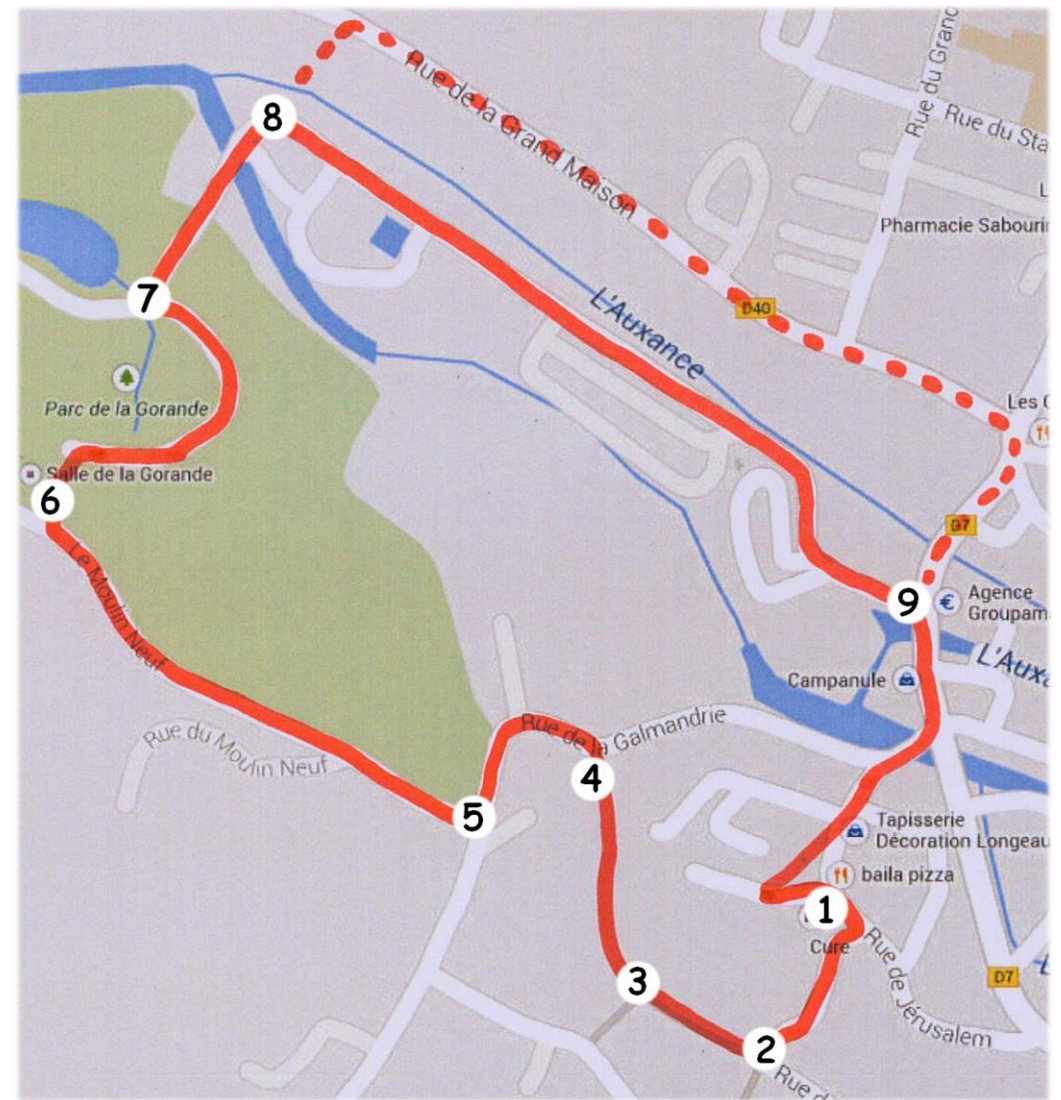 8
Rue de la Grand Maison
Rue du Grand
Rue du Sta
L
Pharmacie Sabouri
7
D40
L'Auxance
Parc de la Gorande
Les
Salle de la Gorande
6
D7
Le Moulin Neuf
9
Agence
Groupam
L'Auxa
Campanule
Rue de la Galmandrie
Rue du Moulin Neuf
4
5
Tapisserie
Décoration Longeau
baila pizza
1
Cure
Rue de Jérusalem
D7
L
3
2
Rue d